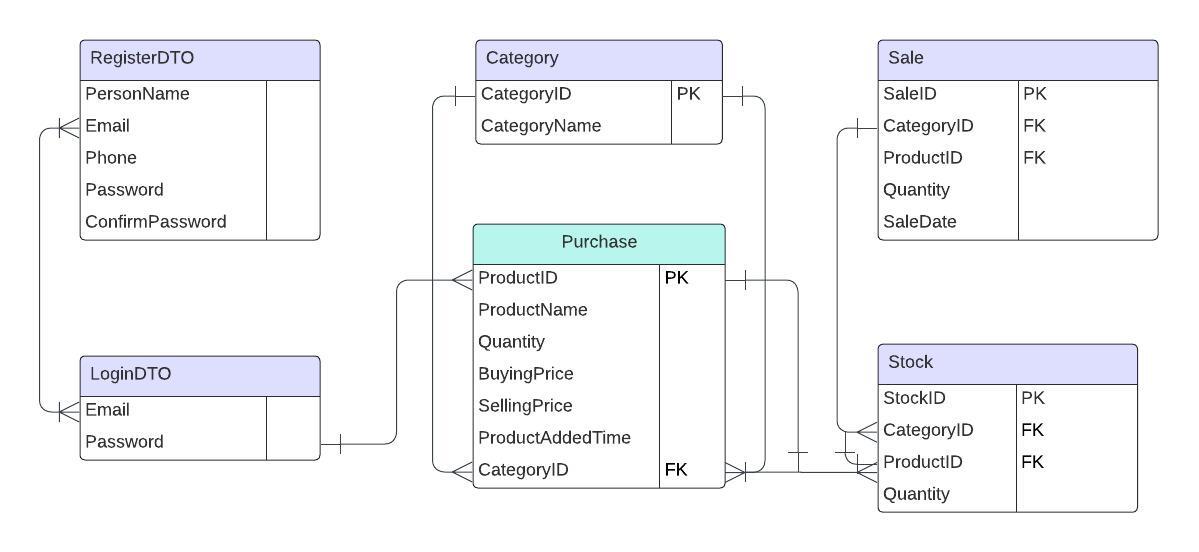 RegisterDTO
PersonName
Email
Phone
Password
ConfirmPassword
LoginDTO
Email
Password
Category
CategoryID PK
CategoryName
Purchase
ProductID PK
ProductName
Quantity
BuyingPrice
SellingPrice
ProductAddedTime
CategoryID FK
Sale
SaleID PK
CategoryID FK
ProductID FK
Quantity
SaleDate
Stock
StockID PK
CategoryID FK
ProductID FK
Quantity